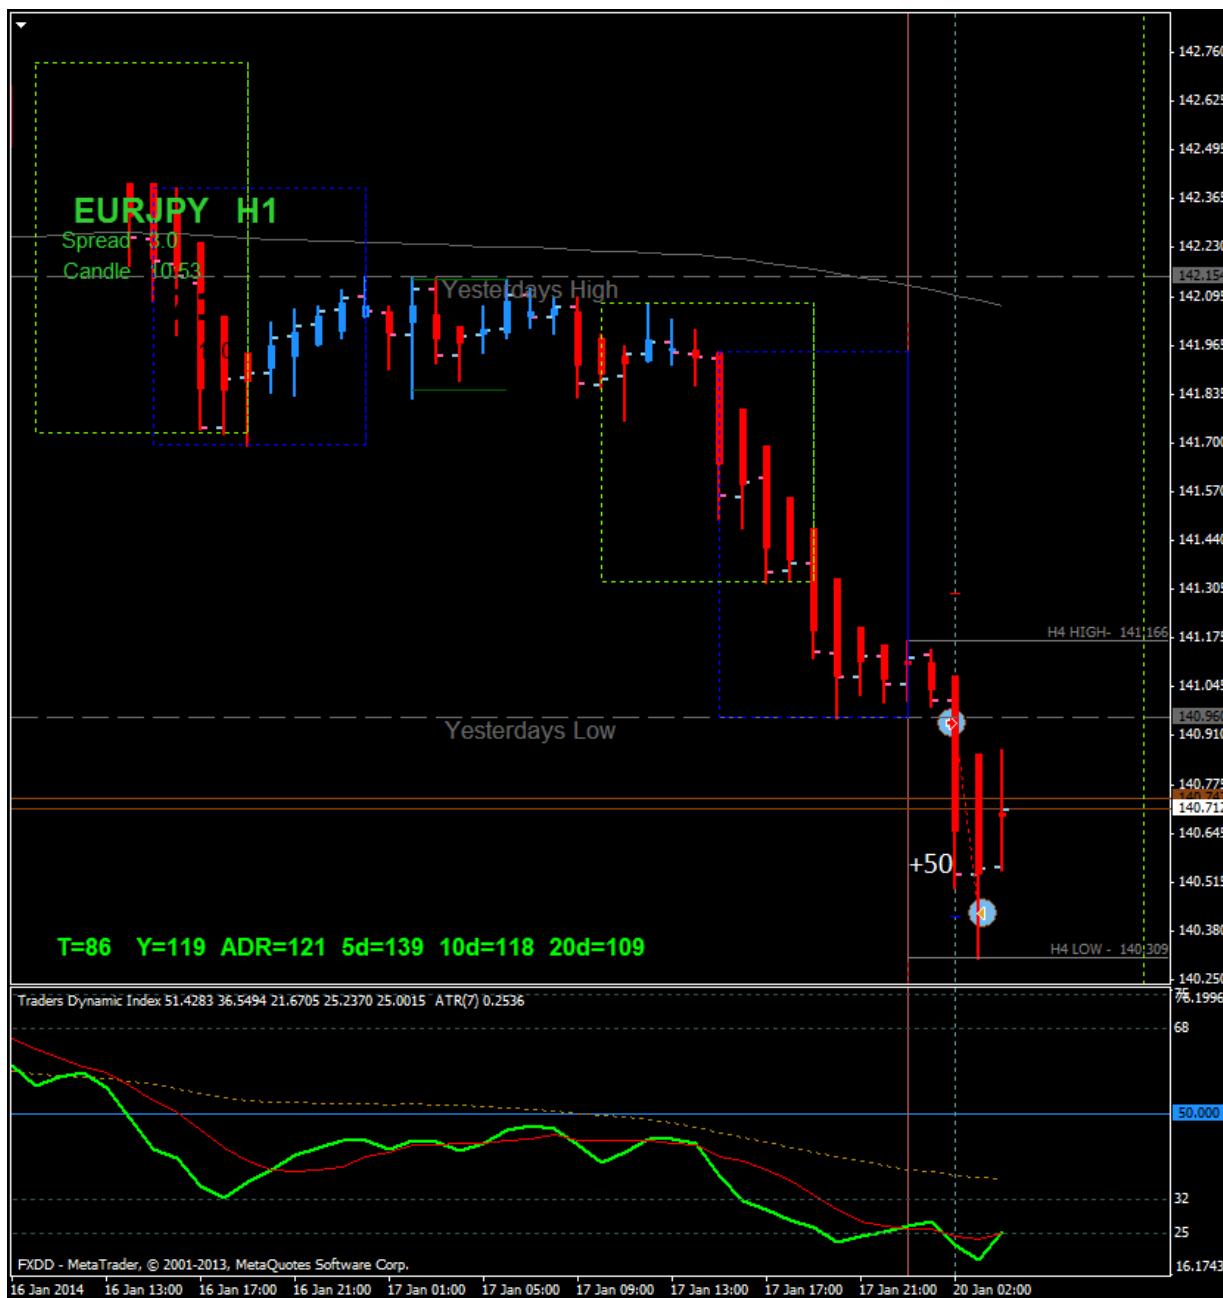 142.760
142.625
142.495
142.365
EURJPY H1
Spread 3.0
142.230
Candle 10.53
142.154
Yesterdays High
142.095
141.965
141.835
141.700
141.570
141.440
141.305
H4 HIGH- 141.166
141.175
141.045
140.960
Yesterdays Low
140.910
140.775
140.712
140.645
+50
140.515
T=86 Y=119 ADR=121 5d=139 10d=118 20d=109
H4 LOW - 140.309
140.380
140.250
Traders Dynamic Index 51.4283 36.5494 21.6705 25.2370 25.0015 ATR(7) 0.2536
68
50.000
32
25
FXDD - MetaTrader, © 2001-2013, MetaQuotes Software Corp.
16.1743
16 Jan 2014 16 Jan 13:00 16 Jan 17:00 16 Jan 21:00 17 Jan 01:00 17 Jan 05:00 17 Jan 09:00 17 Jan 13:00 17 Jan 17:00 17 Jan 21:00 20 Jan 02:00